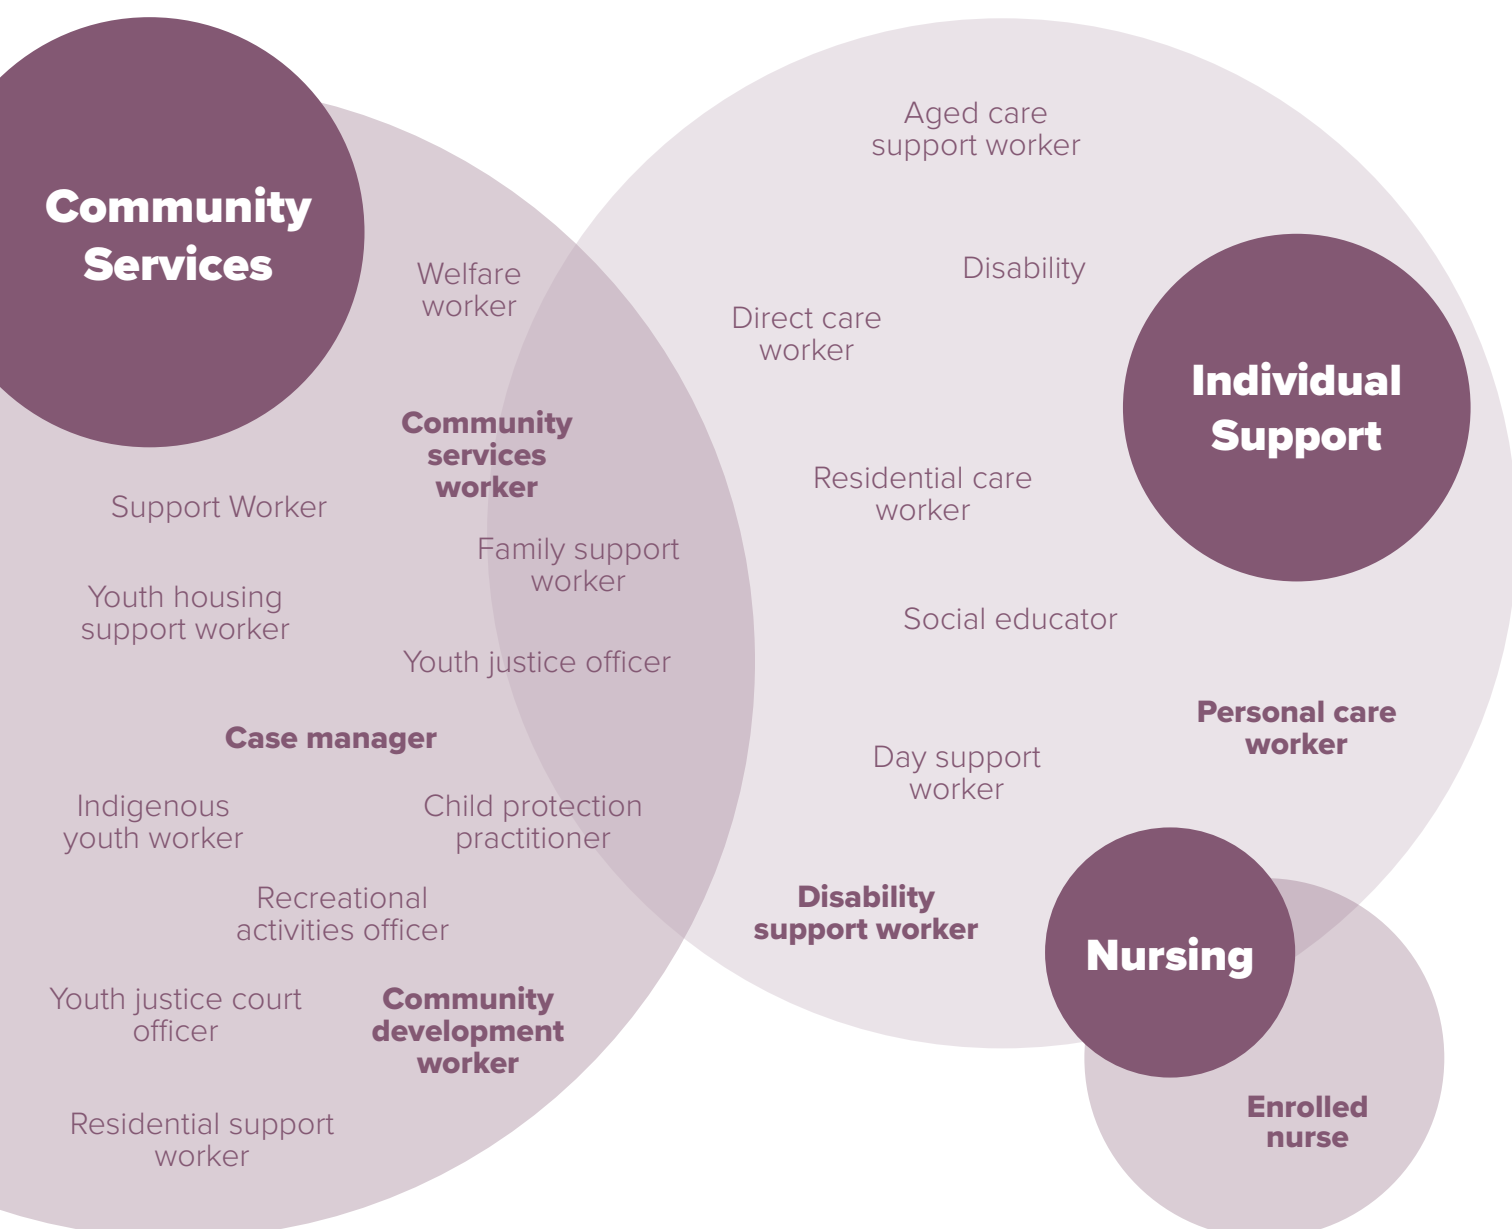 Community
Services
Welfare
worker
Community
services
worker
Support Worker
Family support
worker
Youth housing
support worker
Youth justice officer
Case manager
Indigenous
youth worker
Child protection
practitioner
Recreational
activities officer
Youth justice court
officer
Community
development
worker
Residential support
worker
Aged care
support worker
Disability
Direct care
worker
Individual
Support
Residential care
worker
Social educator
Personal care
worker
Day support
worker
Disability
support worker
Nursing
Enrolled
nurse